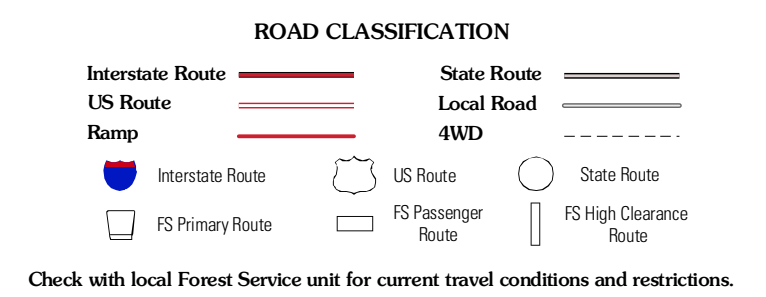 ROAD CLASSIFICATION
Interstate Route
State Route
US Route
Local Road
Ramp
4WD
Interstate Route
US Route
State Route
FS Primary Route
FS Passenger
Route
FS High Clearance
Route
Check with local Forest Service unit for current travel conditions and restrictions.